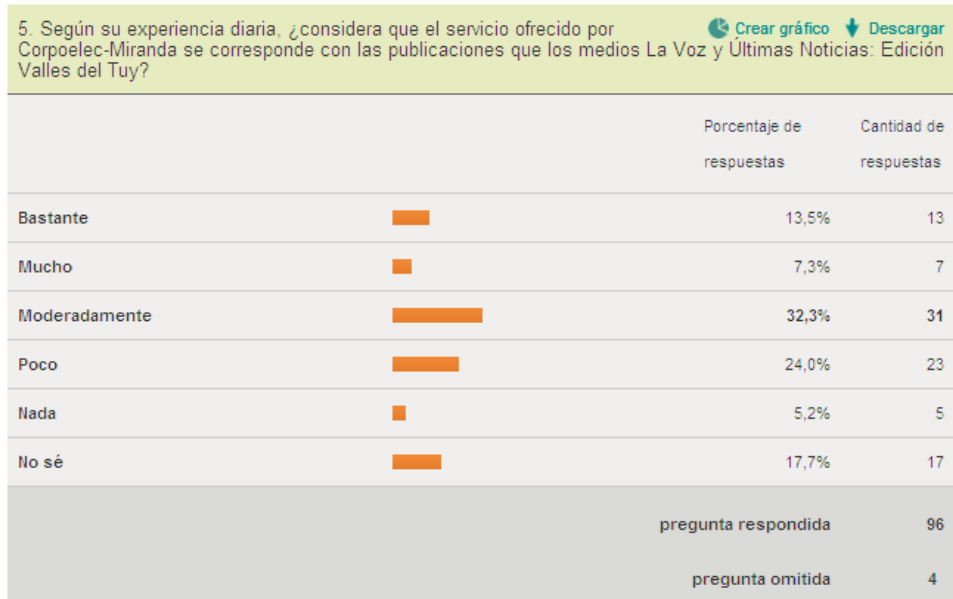 5. Según su experiencia diaria, ¿considera que el servicio ofrecido por
Crear gráfico Descargar
Corpoelec-Miranda se corresponde con las publicaciones que los medios La Voz y Últimas Noticias: Edición
Valles del Tuy?
Porcentaje de respuestas
Cantidad de respuestas
Bastante 13,5% 13
Mucho 7,3% 7
Moderadamente 32,3% 31
Poco 24,0% 23
Nada 5,2% 5
No sé 17,7% 17
pregunta respondida 96
pregunta omitida 4